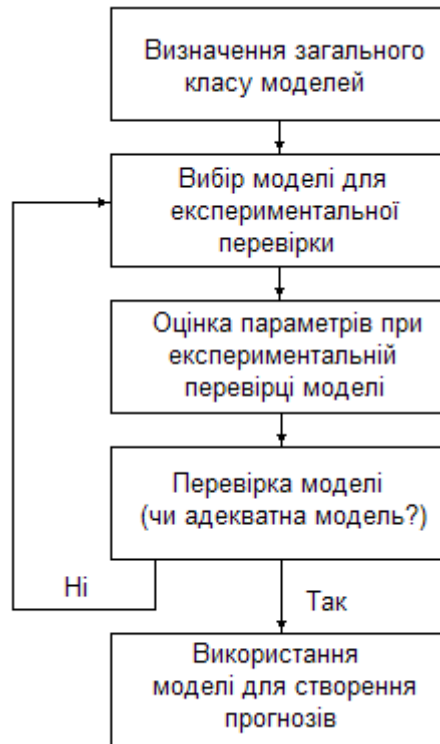 Визначення загального
класу моделей
Вибір моделі для
експериментальної
перевірки
Оцінка параметрів при
експериментальній
перевірці моделі
Перевірка моделі
(чи адекватна модель?)
Ні
Так
Використання
моделі для створення
прогнозів